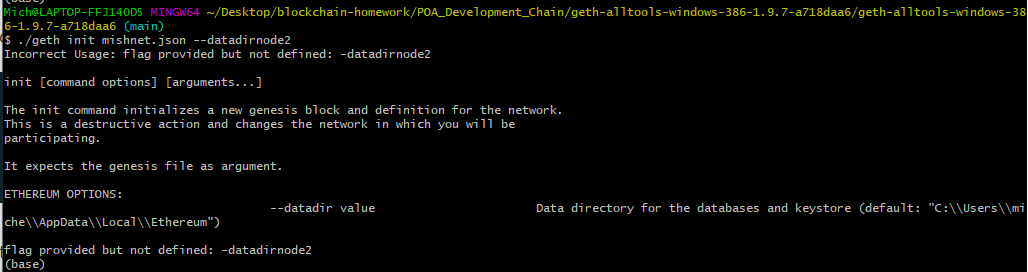 (base)
Mich@LAPTOP-FFJ14OD5 MINGW64 ~/Desktop/blockchain-homework/POA_Development_Chain/geth-alltools-windows-386-1.9.7-a718daa6/geth-alltools-windows-38
6-1.9.7-a718daa6 (main)
$ ./geth init mishnet.json --datadirnode2
Incorrect Usage: flag provided but not defined: -datadirnode2
init [command options] [arguments...]
The init command initializes a new genesis block and definition for the network.
This is a destructive action and changes the network in which you will be
participating.
It expects the genesis file as argument.
ETHEREUM OPTIONS:
--datadir value Data directory for the databases and keystore (default: "C:\\Users\\mi
che\\AppData\\Local\\Ethereum")
flag provided but not defined: -datadirnode2
(base)